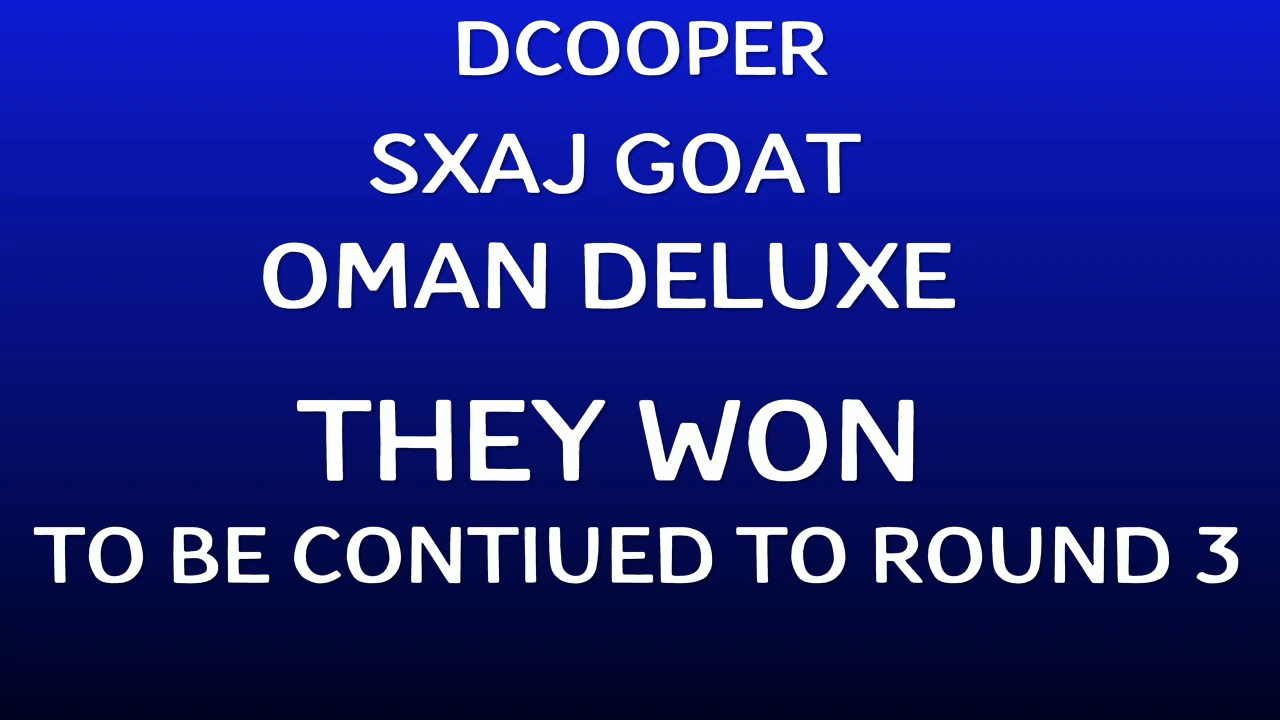 DCOOPER
SXAJ GOAT
OMAN DELUXE
THEY WON
TO BE CONTIUED TO ROUND 3